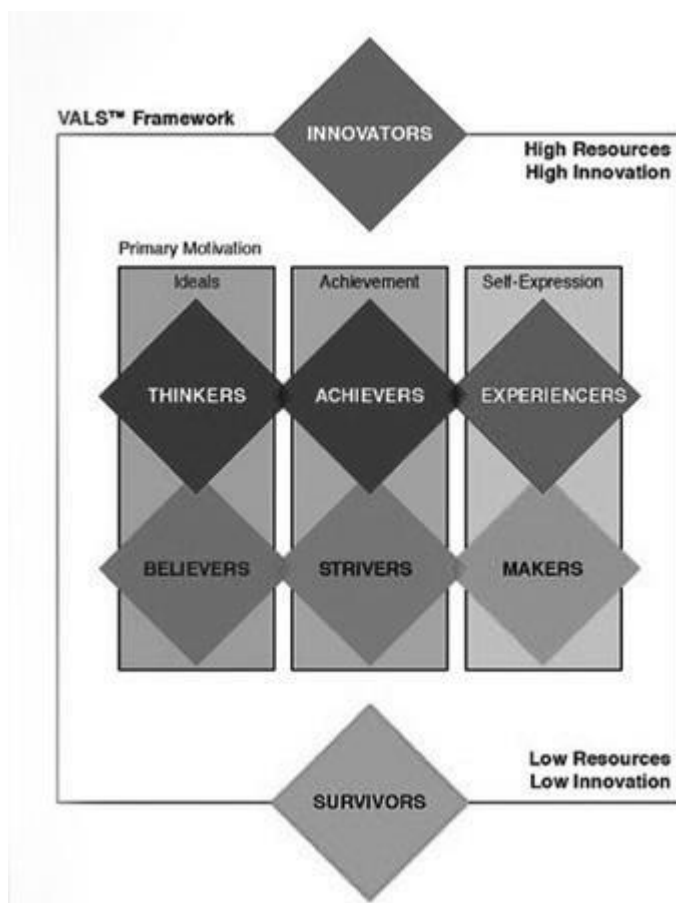 VALS™ Framework
INNOVATORS
High Resources
High Innovation
Primary Motivation
Ideals
Achievement
Self-Expression
THINKERS
ACHIEVERS
EXPERIENCERS
BELIEVERS
STRIVERS
MAKERS
Low Resources
Low Innovation
SURVIVORS